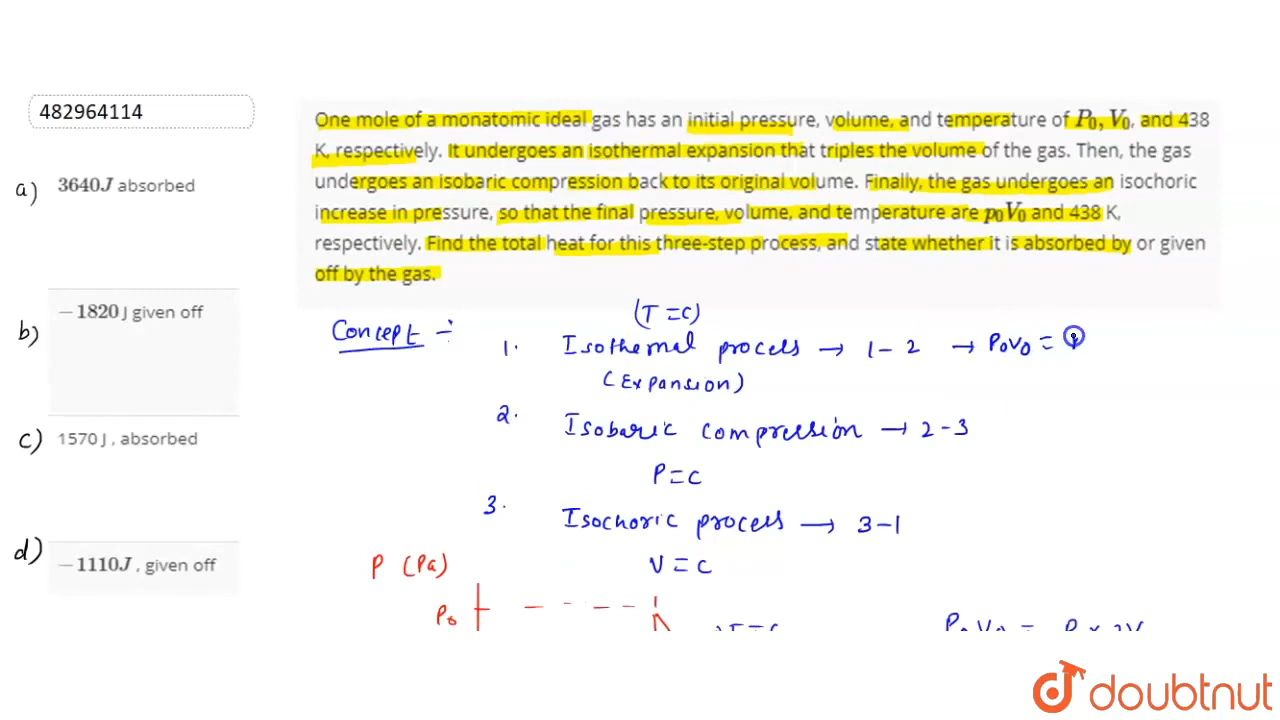 482964114
One mole of a monatomic ideal gas has an initial pressure, volume, and temperature of P₀, V₀, and 438
K, respectively. It undergoes an isothermal expansion that triples the volume of the gas. Then, the gas
undergoes an isobaric compression back to its original volume. Finally, the gas undergoes an isochoric
increase in pressure, so that the final pressure, volume, and temperature are p₀V₀ and 438 K,
respectively. Find the total heat for this three-step process, and state whether it is absorbed by or given
off by the gas.
a) 3640J absorbed
b) −1820 J given off
c) 1570 J , absorbed
d) −1110J , given off
Concept :-
(T = C)
1. Isothermal process → 1 - 2 → P₀V₀ =
(Expansion)
2. Isobaric compression → 2 - 3
P = C
3. Isochoric process → 3 - 1
V = C
P (Pa)
P₀
doubtnut